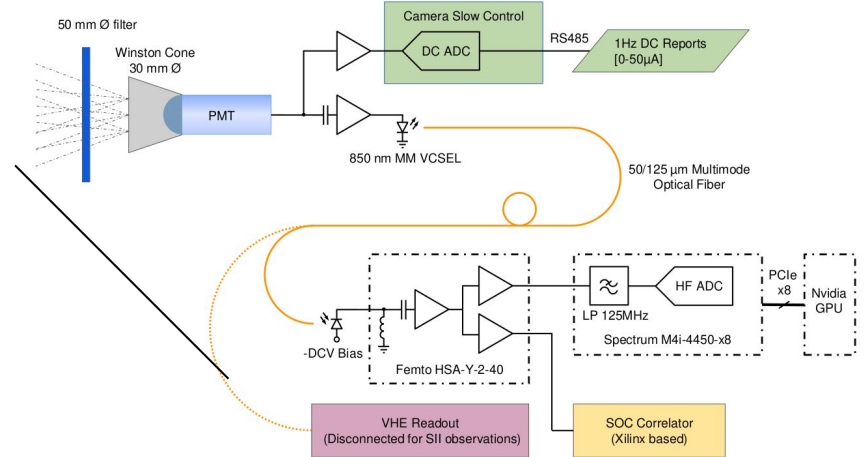 50 mm Ø filter
Winston Cone
30 mm Ø
PMT
Camera Slow Control
DC ADC
RS485
1Hz DC Reports
[0-50µA]
850 nm MM VCSEL
50/125 µm Multimode
Optical Fiber
-DCV Bias
Femto HSA-Y-2-40
LP 125MHz
HF ADC
Spectrum M4i-4450-x8
PCIe
x8
Nvidia
GPU
VHE Readout
(Disconnected for SII observations)
SOC Correlator
(Xilinx based)